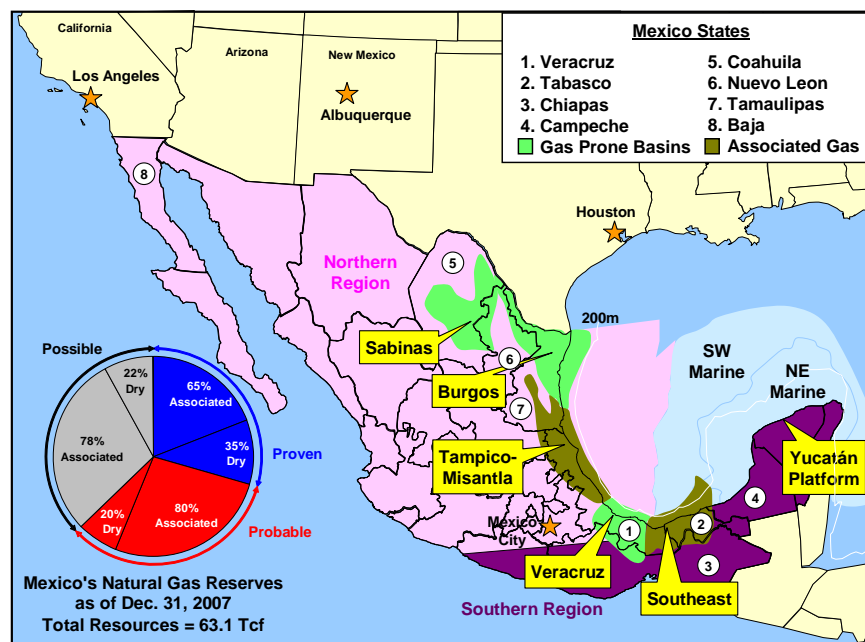 California
Arizona
New Mexico
Los Angeles
Albuquerque
Mexico States
1. Veracruz
2. Tabasco
3. Chiapas
4. Campeche
5. Coahuila
6. Nuevo Leon
7. Tamaulipas
8. Baja
Gas Prone Basins
Associated Gas
8
Houston
Northern
Region
5
200m
Sabinas
SW
Marine
NE
Marine
6
Burgos
7
Tampico-
Misantla
Yucatán
Platform
4
Mexico
City
1
2
3
Veracruz
Southeast
Southern Region
Possible
22%
Dry
65%
Associated
78%
Associated
35%
Dry
Proven
20%
Dry
80%
Associated
Probable
Mexico's Natural Gas Reserves
as of Dec. 31, 2007
Total Resources = 63.1 Tcf